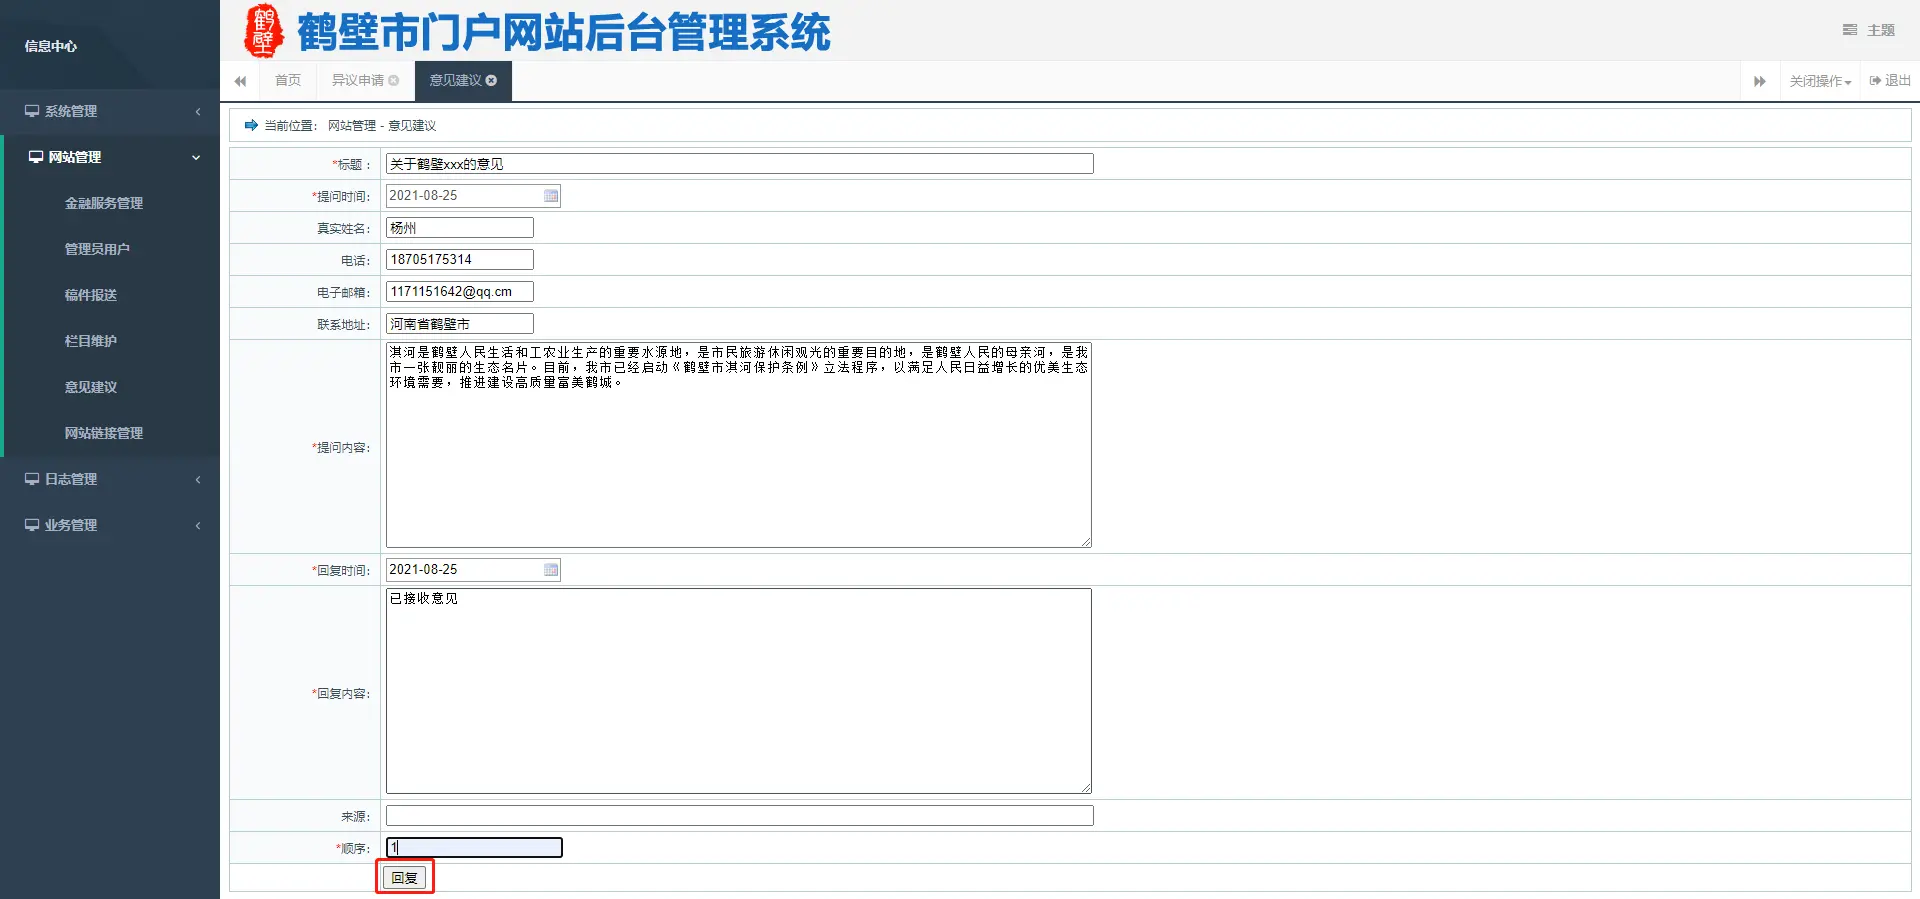 信息中心
鹤壁
鹤壁市门户网站后台管理系统
主题
首页
异议申请
意见建议
关闭操作
退出
系统管理
网站管理
金融服务管理
管理员用户
稿件报送
栏目维护
意见建议
网站链接管理
日志管理
业务管理
当前位置： 网站管理 - 意见建议
*标题： 关于鹤壁xxx的意见
*提问时间: 2021-08-25
真实姓名: 杨州
电话: 18705175314
电子邮箱: 1171151642@qq.cm
联系地址: 河南省鹤壁市
*提问内容:
淇河是鹤壁人民生活和工农业生产的重要水源地，是市民旅游休闲观光的重要目的地，是鹤壁人民的母亲河，是我
市一张靓丽的生态名片。目前，我市已经启动《鹤壁市淇河保护条例》立法程序，以满足人民日益增长的优美生态
环境需要，推进建设高质量富美鹤城。
*回复时间: 2021-08-25
*回复内容: 已接收意见
来源:
*顺序: 1
回复